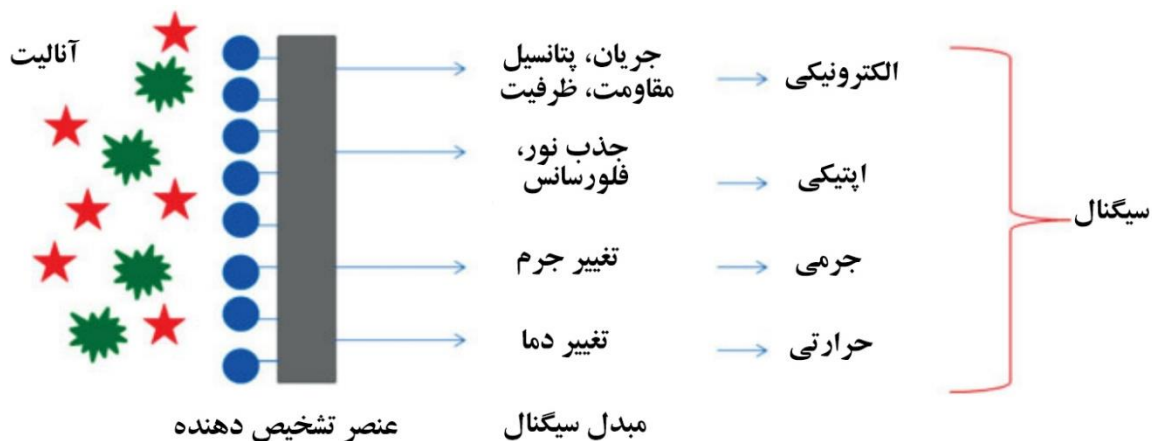 آنالیت
جریان، پتانسیل
مقاومت، ظرفیت
الکترونیکی
جذب نور،
فلورسانس
اپتیکی
سیگنال
تغییر جرم
جرمی
تغییر دما
حرارتی
عنصر تشخیص دهنده
مبدل سیگنال